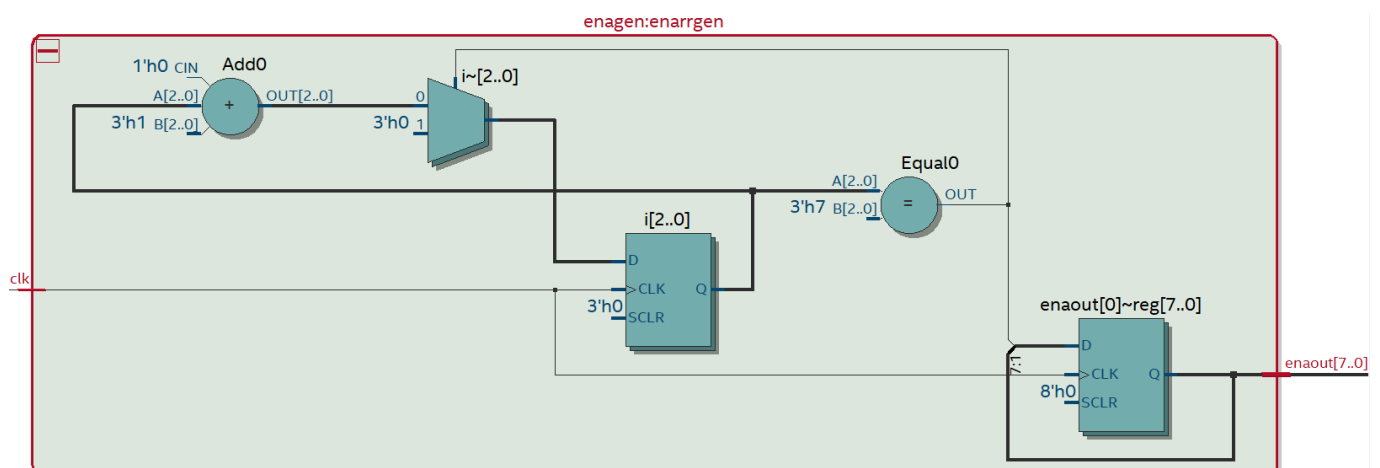 enagen:enarrgen
1'h0 CIN
Add0
A[2..0]
+
OUT[2..0]
3'h1 B[2..0]
i~[2..0]
0
3'h0 1
Equal0
A[2..0]
=
OUT
3'h7 B[2..0]
i[2..0]
D
clk
CLK
Q
3'h0
SCLR
enaout[0]~reg[7..0]
D
7:1
CLK
Q
8'h0
SCLR
enaout[7..0]